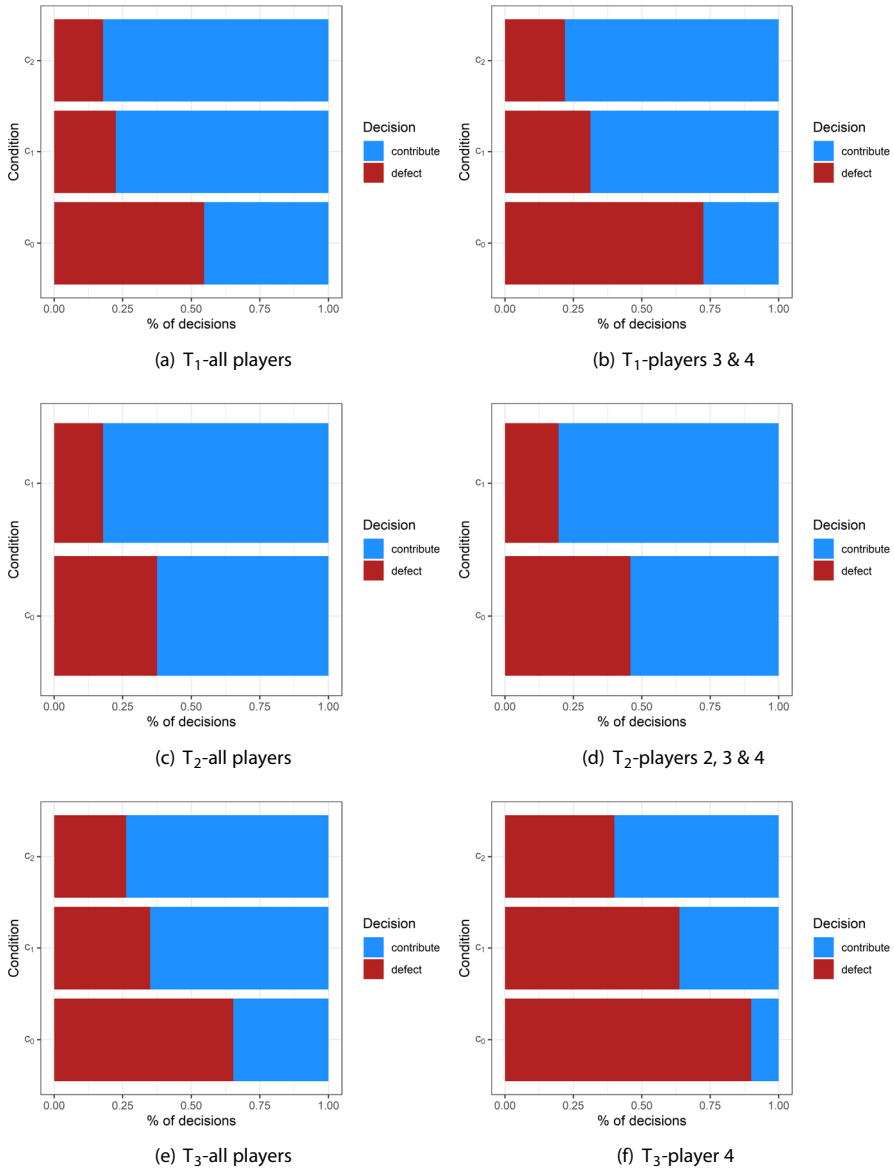 Condition
c₂
c₁
c₀
0.00 0.25 0.50 0.75 1.00
% of decisions
Decision
contribute
defect
(a) T₁-all players
Condition
c₂
c₁
c₀
0.00 0.25 0.50 0.75 1.00
% of decisions
Decision
contribute
defect
(b) T₁-players 3 & 4
Condition
c₁
c₀
0.00 0.25 0.50 0.75 1.00
% of decisions
Decision
contribute
defect
(c) T₂-all players
Condition
c₁
c₀
0.00 0.25 0.50 0.75 1.00
% of decisions
Decision
contribute
defect
(d) T₂-players 2, 3 & 4
Condition
c₂
c₁
c₀
0.00 0.25 0.50 0.75 1.00
% of decisions
Decision
contribute
defect
(e) T₃-all players
Condition
c₂
c₁
c₀
0.00 0.25 0.50 0.75 1.00
% of decisions
Decision
contribute
defect
(f) T₃-player 4